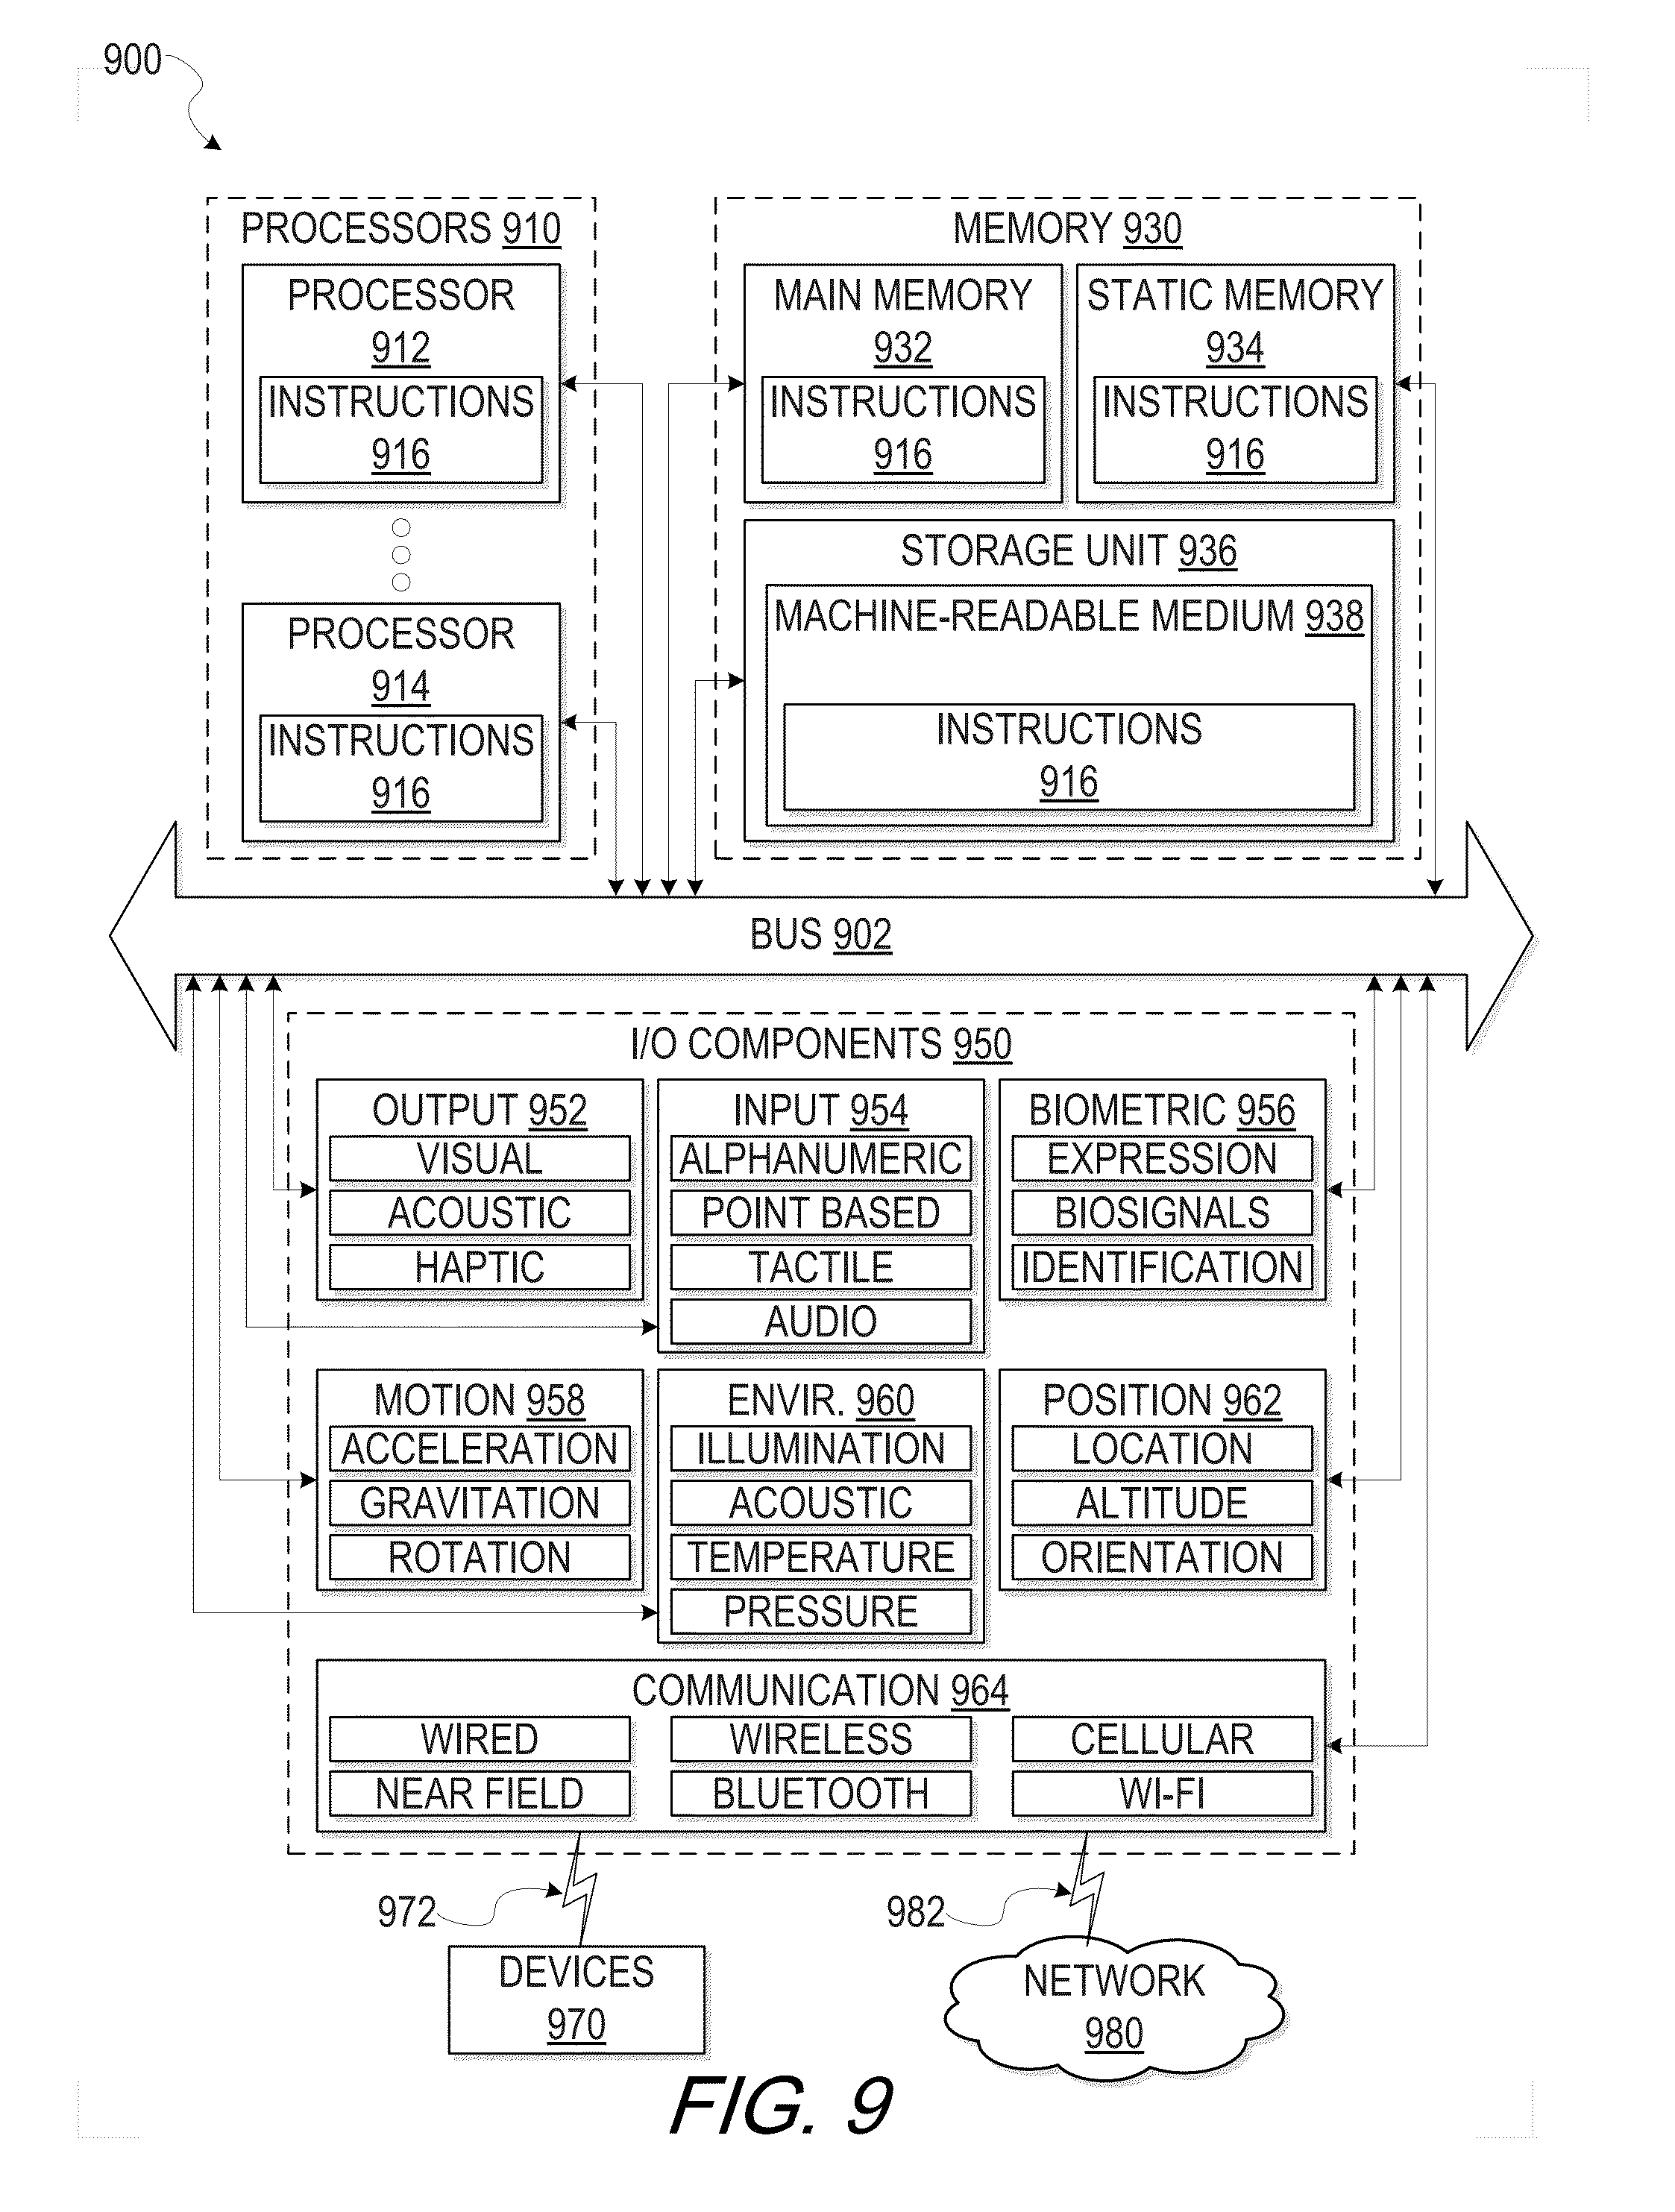 900
PROCESSORS 910
PROCESSOR
912
INSTRUCTIONS
916
PROCESSOR
914
INSTRUCTIONS
916
MEMORY 930
MAIN MEMORY
932
INSTRUCTIONS
916
STATIC MEMORY
934
INSTRUCTIONS
916
STORAGE UNIT 936
MACHINE-READABLE MEDIUM 938
INSTRUCTIONS
916
BUS 902
I/O COMPONENTS 950
OUTPUT 952
VISUAL
ACOUSTIC
HAPTIC
INPUT 954
ALPHANUMERIC
POINT BASED
TACTILE
AUDIO
BIOMETRIC 956
EXPRESSION
BIOSIGNALS
IDENTIFICATION
MOTION 958
ACCELERATION
GRAVITATION
ROTATION
ENVIR. 960
ILLUMINATION
ACOUSTIC
TEMPERATURE
PRESSURE
POSITION 962
LOCATION
ALTITUDE
ORIENTATION
COMMUNICATION 964
WIRED
WIRELESS
CELLULAR
NEAR FIELD
BLUETOOTH
WI-FI
972
982
DEVICES
970
NETWORK
980
FIG. 9